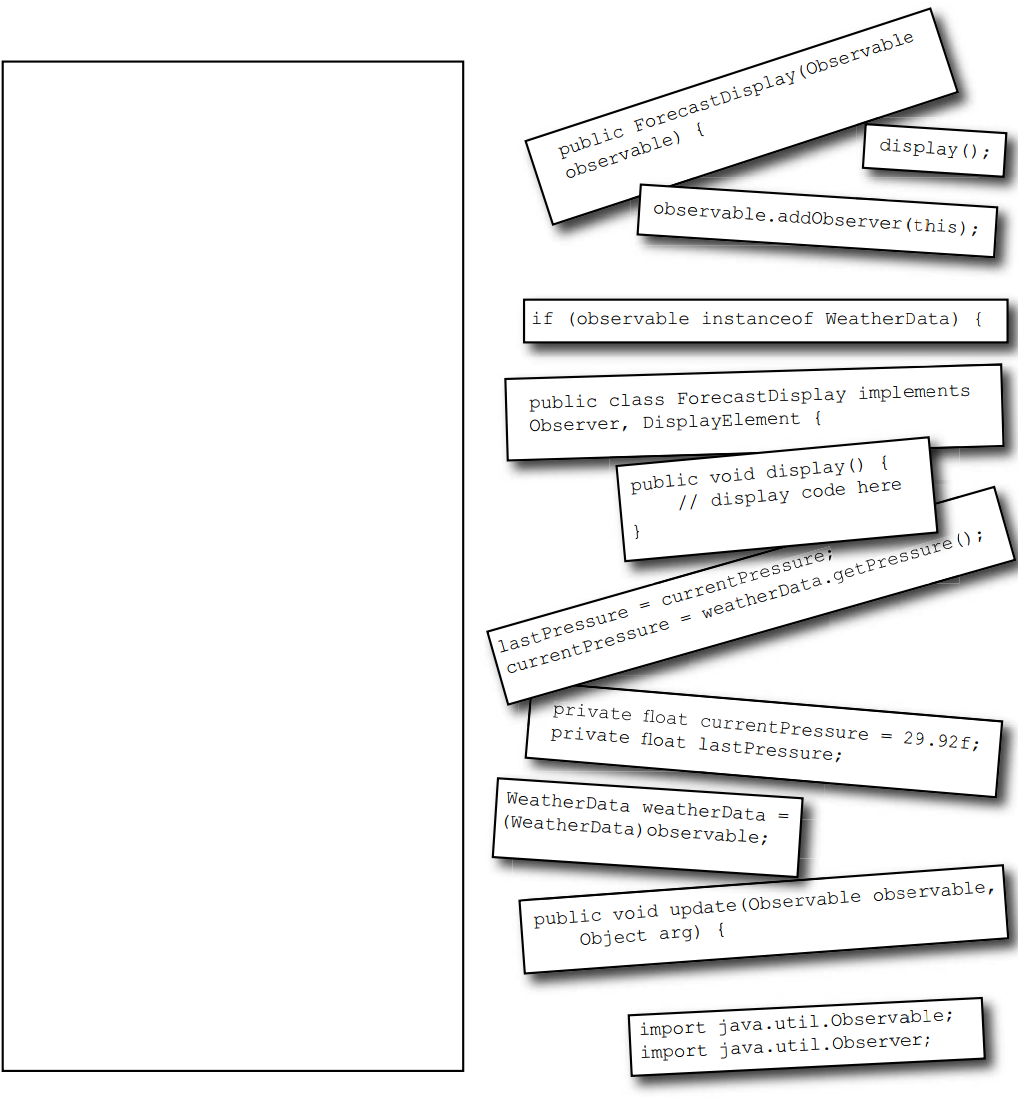 public ForecastDisplay(Observable
observable) {
display();
observable.addObserver(this);
if (observable instanceof WeatherData) {
public class ForecastDisplay implements
Observer, DisplayElement {
public void display() {
// display code here
}
lastPressure = currentPressure;
currentPressure = weatherData.getPressure();
private float currentPressure = 29.92f;
private float lastPressure;
WeatherData weatherData =
(WeatherData)observable;
public void update(Observable observable,
Object arg) {
import java.util.Observable;
import java.util.Observer;